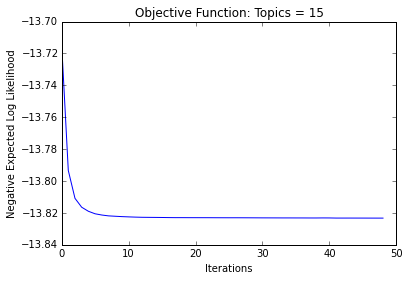 Objective Function: Topics = 15
Negative Expected Log Likelihood
−13.70
−13.72
−13.74
−13.76
−13.78
−13.80
−13.82
−13.84
0 10 20 30 40 50
Iterations